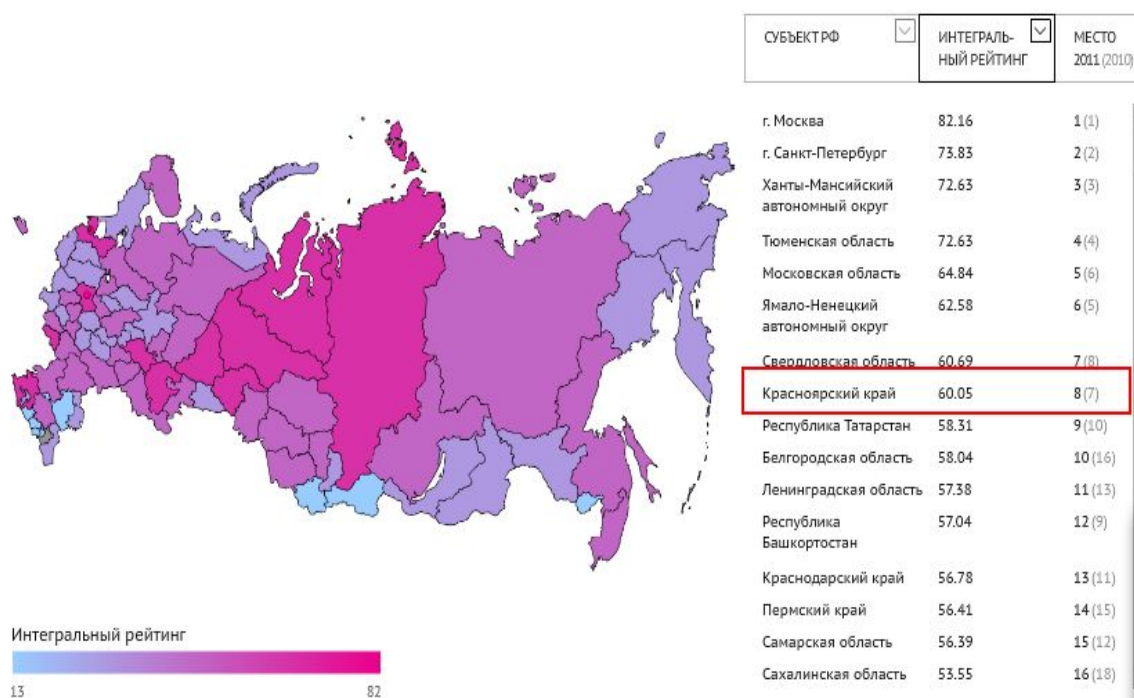 СУБЪЕКТ РФ
ИНТЕГРАЛЬ-
НЫЙ РЕЙТИНГ
МЕСТО
2011 (2010)
г. Москва 82.16 1 (1)
г. Санкт-Петербург 73.83 2 (2)
Ханты-Мансийский 72.63 3 (3)
автономный округ
Тюменская область 72.63 4 (4)
Московская область 64.84 5 (6)
Ямало-Ненецкий 62.58 6 (5)
автономный округ
Свердловская область 60.69 7 (8)
Красноярский край 60.05 8 (7)
Республика Татарстан 58.31 9 (10)
Белгородская область 58.04 10 (16)
Ленинградская область 57.38 11 (13)
Республика 57.04 12 (9)
Башкортостан
Краснодарский край 56.78 13 (11)
Пермский край 56.41 14 (15)
Самарская область 56.39 15 (12)
Сахалинская область 53.55 16 (18)
Интегральный рейтинг
13 82